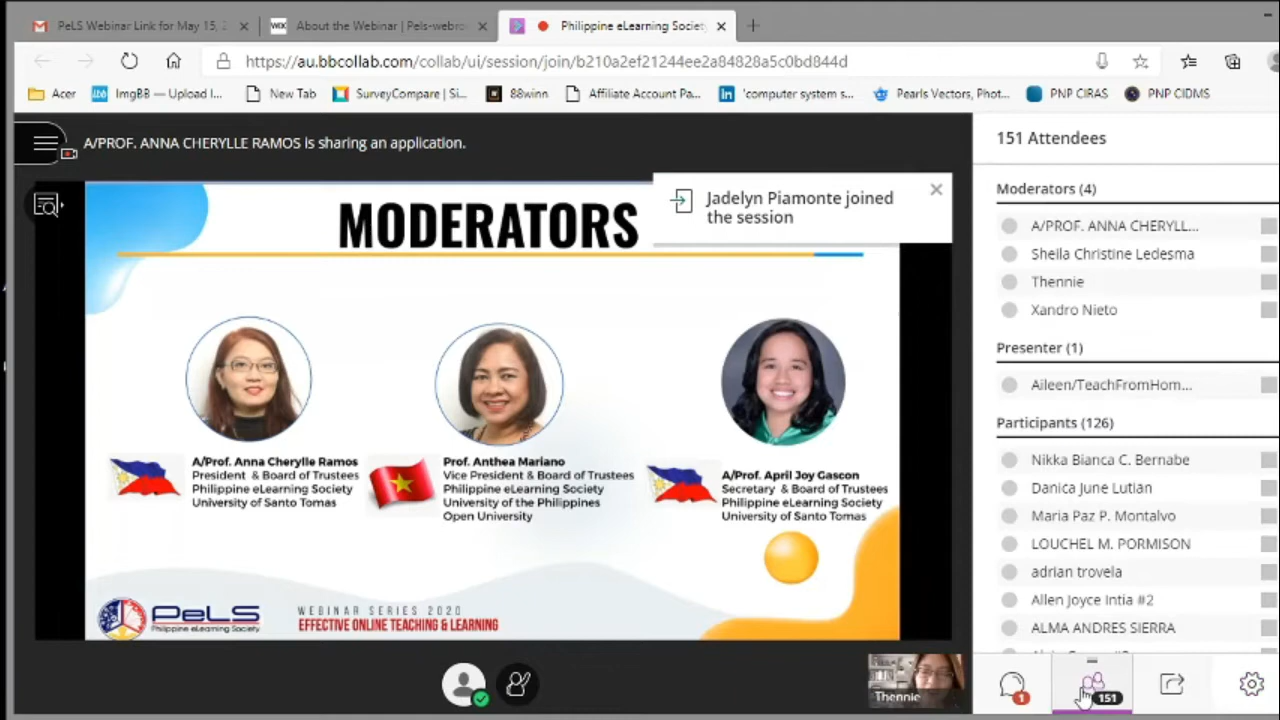 PeLS Webinar Link for May 15, 2
About the Webinar | Pels-webro
Philippine eLearning Societ
https://au.bbcollab.com/collab/ui/session/join/b210a2ef21244ee2a84828a5c0bd844d
Acer
ImgBB — Upload I...
New Tab
SurveyCompare | Si...
88winn
Affiliate Account Pa...
'computer system s...
Pearls Vectors, Phot...
PNP CIRAS
PNP CIDMS
A/PROF. ANNA CHERYLLE RAMOS is sharing an application.
MODERATORS
Jadelyn Piamonte joined
the session
A/Prof. Anna Cherylle Ramos
President & Board of Trustees
Philippine eLearning Society
University of Santo Tomas
Prof. Anthea Mariano
Vice President & Board of Trustees
Philippine eLearning Society
University of the Philippines
Open University
A/Prof. April Joy Gascon
Secretary & Board of Trustees
Philippine eLearning Society
University of Santo Tomas
PeLS
Philippine eLearning Society
WEBINAR SERIES 2020
EFFECTIVE ONLINE TEACHING & LEARNING
Thennie
151 Attendees
Moderators (4)
A/PROF. ANNA CHERYLL...
Sheila Christine Ledesma
Thennie
Xandro Nieto
Presenter (1)
Aileen/TeachFromHom...
Participants (126)
Nikka Bianca C. Bernabe
Danica June Lutian
Maria Paz P. Montalvo
LOUCHEL M. PORMISON
adrian trovela
Allen Joyce Intia #2
ALMA ANDRES SIERRA
1
151